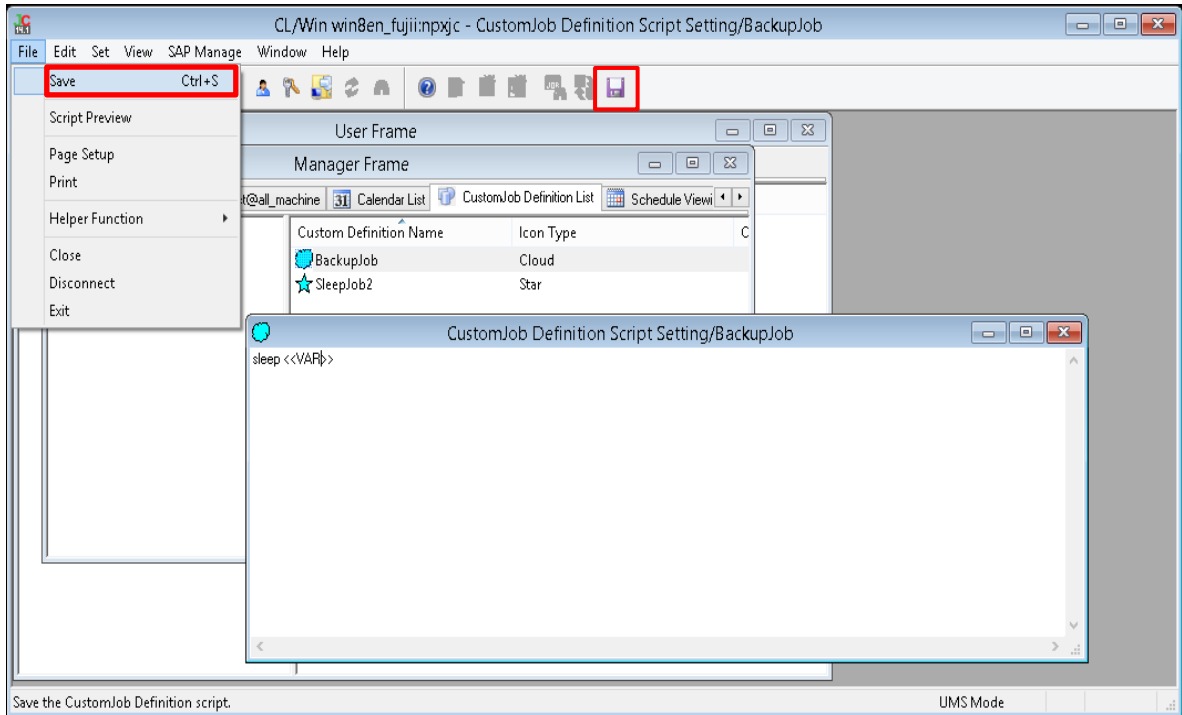 CL/Win win8en_fujii:npxjc - CustomJob Definition Script Setting/BackupJob
File Edit Set View SAP Manage Window Help
Save Ctrl+S
Script Preview
Page Setup
Print
Helper Function
Close
Disconnect
Exit
User Frame
Manager Frame
t@all_machine 31 Calendar List CustomJob Definition List Schedule Viewi
Custom Definition Name Icon Type C
BackupJob Cloud
SleepJob2 Star
CustomJob Definition Script Setting/BackupJob
sleep <<VAR>>
Save the CustomJob Definition script. UMS Mode